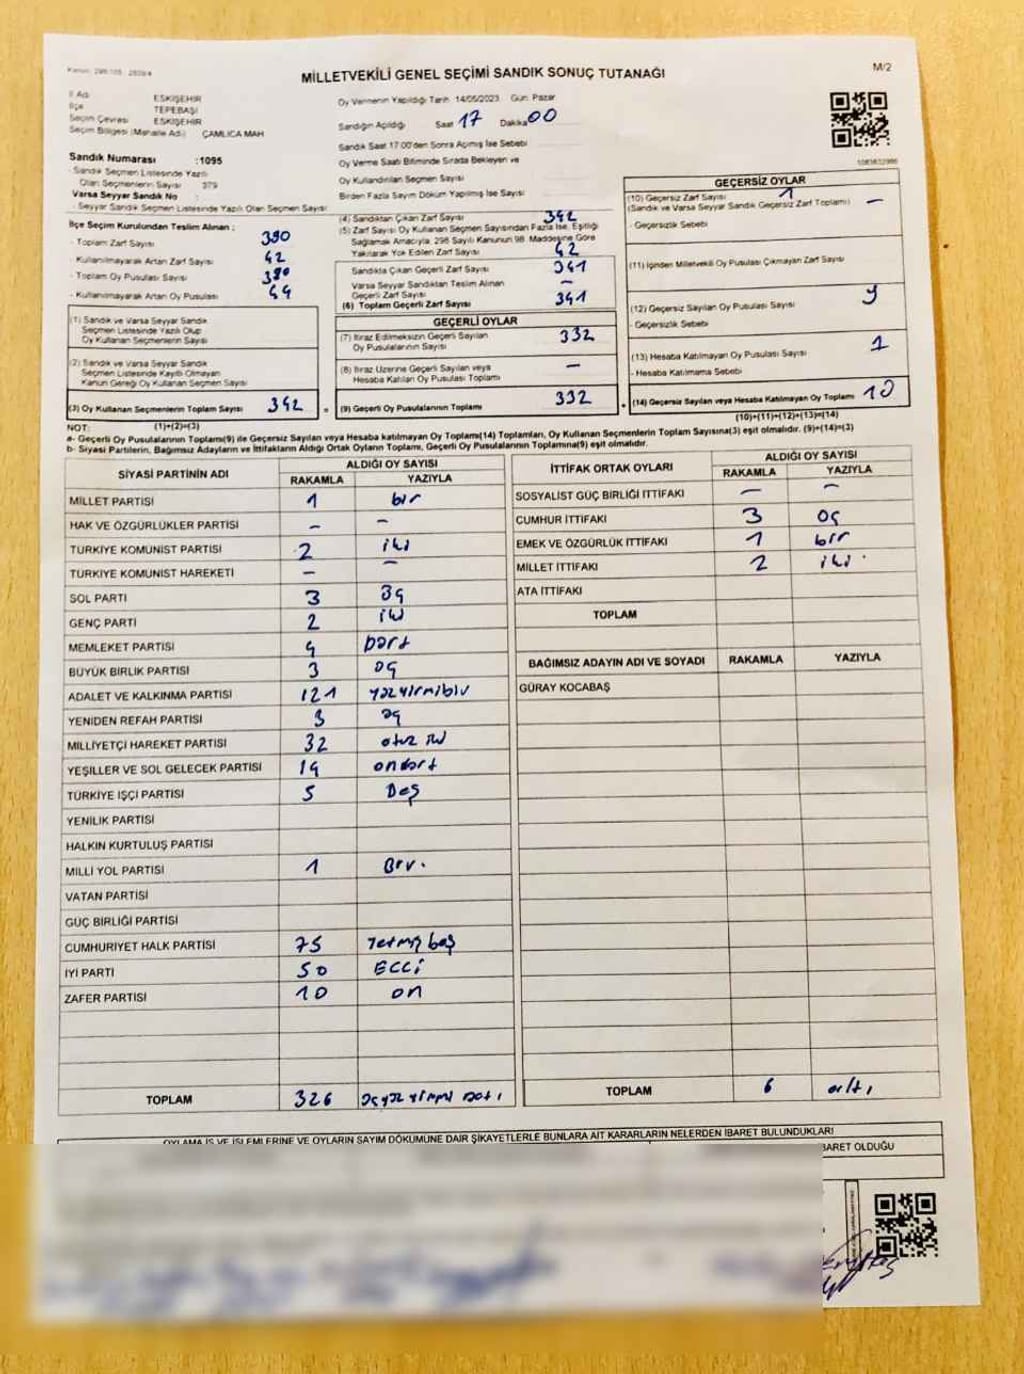 MİLLETVEKİLİ GENEL SEÇİMİ SANDIK SONUÇ TUTANAĞI
M/2
İl Adı ESKİŞEHİR
İlçe TEPEBAŞI
Seçim Çevresi ESKİŞEHİR
Seçim Bölgesi (Mahalle Adı) ÇAMLICA MAH
Sandık Numarası :1095
- Sandık Seçmen Listesinde Yazılı
Olan Seçmenlerin Sayısı 379
Varsa Seyyar Sandık No :
- Seyyar Sandık Seçmen Listesinde Yazılı Olan Seçmen Sayısı
Oy Vermenin Yapıldığı Tarih 14/05/2023 Gün: Pazar
Sandığın Açıldığı Saat 17 Dakika 00
Sandık Saat 17:00'den Sonra Açılmış İse Sebebi
Oy Verme Saati Bitiminde Sırada Bekleyen ve
Oy Kullandırılan Seçmen Sayısı
Birden Fazla Sayım Döküm Yapılmış İse Sayısı
İlçe Seçim Kurulundan Teslim Alınan :
- Toplam Zarf Sayısı 380
- Kullanılmayarak Artan Zarf Sayısı 42
- Toplam Oy Pusulası Sayısı 380
- Kullanılmayarak Artan Oy Pusulası 44
(1) Sandık ve Varsa Seyyar Sandık
Seçmen Listesinde Yazılı Olup
Oy Kullanan Seçmenlerin Sayısı
(2) Sandık ve Varsa Seyyar Sandık
Seçmen Listesinde Kayıtlı Olmayan
Kanun Gereği Oy Kullanan Seçmen Sayısı
(3) Oy Kullanan Seçmenlerin Toplam Sayısı 342
(4) Sandıktan Çıkan Zarf Sayısı 342
(5) Zarf Sayısı Oy Kullanan Seçmen Sayısından Fazla İse, Eşitliği
Sağlamak Amacıyla, 298 Sayılı Kanunun 98. Maddesine Göre
Yakılarak Yok Edilen Zarf Sayısı 42
Sandıkta Çıkan Geçerli Zarf Sayısı 341
Varsa Seyyar Sandıktan Teslim Alınan
Geçerli Zarf Sayısı –
(6) Toplam Geçerli Zarf Sayısı 341
GEÇERLİ OYLAR
(7) İtiraz Edilmeksizin Geçerli Sayılan
Oy Pusulalarının Sayısı 332
(8) İtiraz Üzerine Geçerli Sayılan veya
Hesaba Katılan Oy Pusulası Toplamı –
(9) Geçerli Oy Pusulalarının Toplamı 332
GEÇERSİZ OYLAR
(10) Geçersiz Zarf Sayısı 1
(Sandık ve Varsa Seyyar Sandık Geçersiz Zarf Toplamı) –
- Geçersizlik Sebebi
(11) İçinden Milletvekili Oy Pusulası Çıkmayan Zarf Sayısı
(12) Geçersiz Sayılan Oy Pusulası Sayısı 9
- Geçersizlik Sebebi
(13) Hesaba Katılmayan Oy Pusulası Sayısı 1
- Hesaba Katılmama Sebebi
(14) Geçersiz Sayılan veya Hesaba Katılmayan Oy Toplamı 10
NOT: (1)+(2)=(3)
(10)+(11)+(12)+(13)=(14)
a- Geçerli Oy Pusulalarının Toplamı(9) ile Geçersiz Sayılan veya Hesaba katılmayan Oy Toplamı(14) Toplamları, Oy Kullanan Seçmenlerin Toplam Sayısına(3) eşit olmalıdır. (9)+(14)=(3)
b- Siyasi Partilerin, Bağımsız Adayların ve İttifakların Aldığı Ortak Oyların Toplamı, Geçerli Oy Pusulalarının Toplamına(9) eşit olmalıdır.
SİYASİ PARTİNİN ADI ALDIĞI OY SAYISI
RAKAMLA YAZIYLA
MİLLET PARTİSİ 1 bir
HAK VE ÖZGÜRLÜKLER PARTİSİ – –
TÜRKİYE KOMÜNİST PARTİSİ 2 iki
TÜRKİYE KOMÜNİST HAREKETİ – –
SOL PARTİ 3 üç
GENÇ PARTİ 2 iki
MEMLEKET PARTİSİ 4 dört
BÜYÜK BİRLİK PARTİSİ 3 üç
ADALET VE KALKINMA PARTİSİ 121 yüzyirmibir
YENİDEN REFAH PARTİSİ 3 üç
MİLLİYETÇİ HAREKET PARTİSİ 32 otuz iki
YEŞİLLER VE SOL GELECEK PARTİSİ 14 ondört
TÜRKİYE İŞÇİ PARTİSİ 5 Beş
YENİLİK PARTİSİ
HALKIN KURTULUŞ PARTİSİ
MİLLİ YOL PARTİSİ 1 Bir.
VATAN PARTİSİ
GÜÇ BİRLİĞİ PARTİSİ
CUMHURİYET HALK PARTİSİ 75 Yetmiş beş
İYİ PARTİ 50 ELLİ
ZAFER PARTİSİ 10 on
TOPLAM 326 üçyüz yirmi altı
İTTİFAK ORTAK OYLARI ALDIĞI OY SAYISI
RAKAMLA YAZIYLA
SOSYALİST GÜÇ BİRLİĞİ İTTİFAKI – –
CUMHUR İTTİFAKI 3 üç
EMEK VE ÖZGÜRLÜK İTTİFAKI 1 bir
MİLLET İTTİFAKI 2 iki
ATA İTTİFAKI
TOPLAM
BAĞIMSIZ ADAYIN ADI VE SOYADI RAKAMLA YAZIYLA
GÜRAY KOCABAŞ
TOPLAM 6 altı
OYLAMA İŞ VE İŞLEMLERİNE VE OYLARIN SAYIM DÖKÜMÜNE DAİR ŞİKAYETLERLE BUNLARA AİT KARARLARIN NELERDEN İBARET BULUNDUKLARI
İBARET OLDUĞU